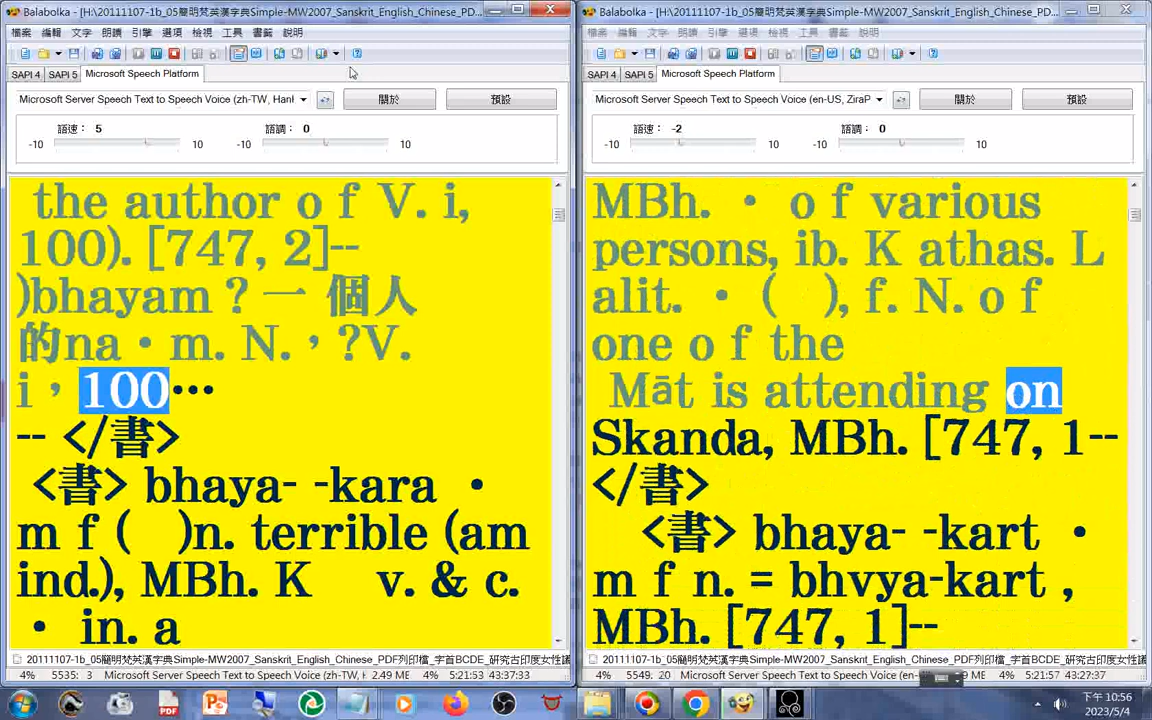 Balabolka - [H:\20111107-1b_05簡明梵英漢字典Simple-MW2007_Sanskrit_English_Chinese_PD...
檔案 編輯 文字 朗讀 引擎 選項 檢視 工具 書籤 說明
SAPI 4 SAPI 5 Microsoft Speech Platform
Microsoft Server Speech Text to Speech Voice (zh-TW, Hanl
關於 預設
語速： 5 語調： 0
-10 10 -10 10
the author o f V. i,
100). [747, 2]--
)bhayam ? 一 個人
的na·m. N.，?V.
i，100…
-- </書>
<書> bhaya- -kara •
m f ( )n. terrible (am
ind.), MBh. K v. & c.
• in. a
20111107-1b_05簡明梵英漢字典Simple-MW2007_Sanskrit_English_Chinese_PDF列印檔_字首BCDE_研究古印度女性議
4% 5535: 3 Microsoft Speech Text to Speech Voice (zh-TW, H 2.49 MB 4% 5:21:53 43:37:33
Balabolka - [H:\20111107-1b_05簡明梵英漢字典Simple-MW2007_Sanskrit_English_Chinese_PD...
檔案 編輯 文字 朗讀 引擎 選項 檢視 工具 書籤 說明
SAPI 4 SAPI 5 Microsoft Speech Platform
Microsoft Server Speech Text to Speech Voice (en-US, ZiraP
關於 預設
語速： -2 語調： 0
-10 10 -10 10
MBh. • o f various
persons, ib. K athas. L
alit. • ( ), f. N. o f
one o f the
Māt is attending on
Skanda, MBh. [747, 1--
</書>
<書> bhaya- -kart •
m f n. = bhvya-kart ,
MBh. [747, 1]--
20111107-1b_05簡明梵英漢字典Simple-MW2007_Sanskrit_English_Chinese_PDF列印檔_字首BCDE_研究古印度女性議
4% 5549: 20 Microsoft Speech Text to Speech Voice (en-US, Z ME 4% 5:21:57 43:27:37
PDF
下午 10:56
2023/5/4